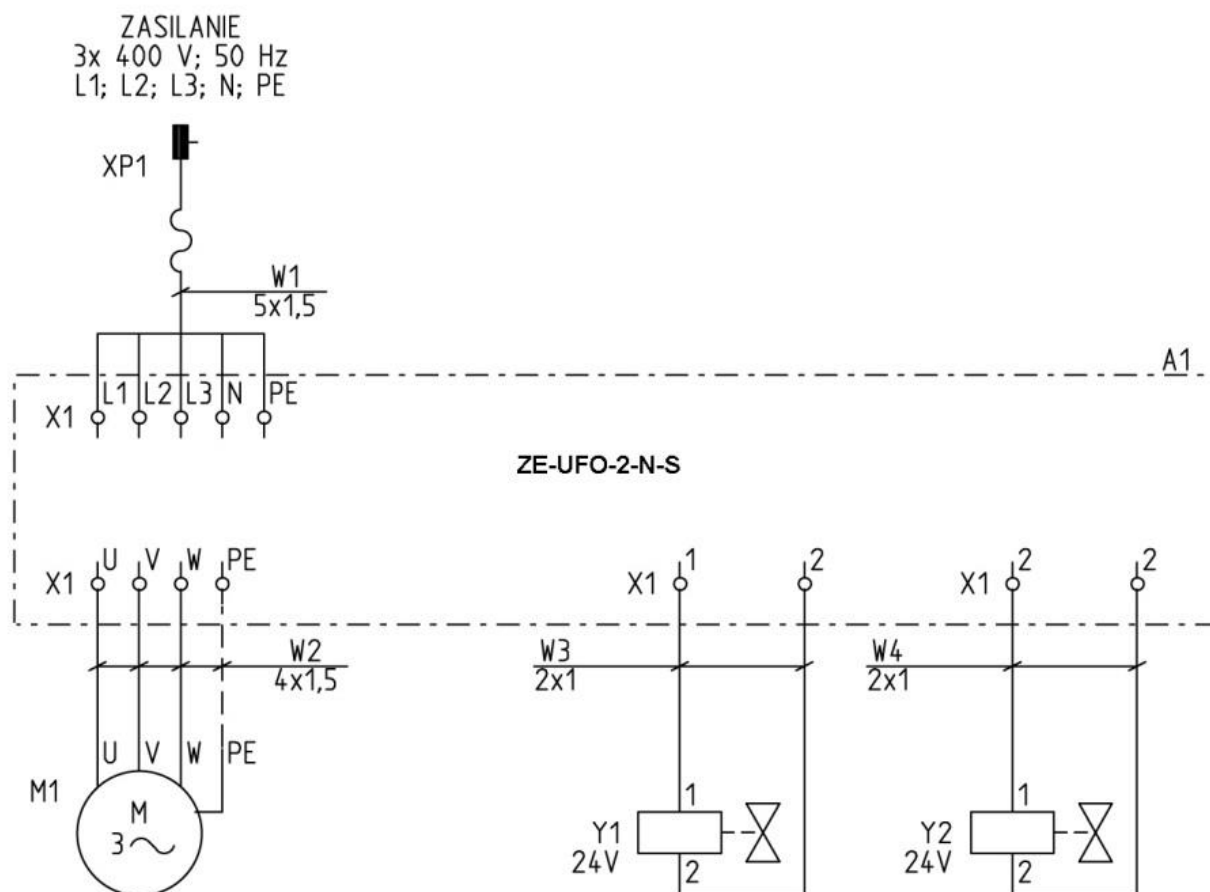 ZASILANIE
3x 400 V; 50 Hz
L1; L2; L3; N; PE
XP1
W1
5x1,5
A1
X1 L1 L2 L3 N PE
ZE-UFO-2-N-S
X1 U V W PE
X1 1 2
X1 2 2
W2
4x1,5
W3
2x1
W4
2x1
U V W PE
M1
M
3
1
Y1
24V
2
1
Y2
24V
2